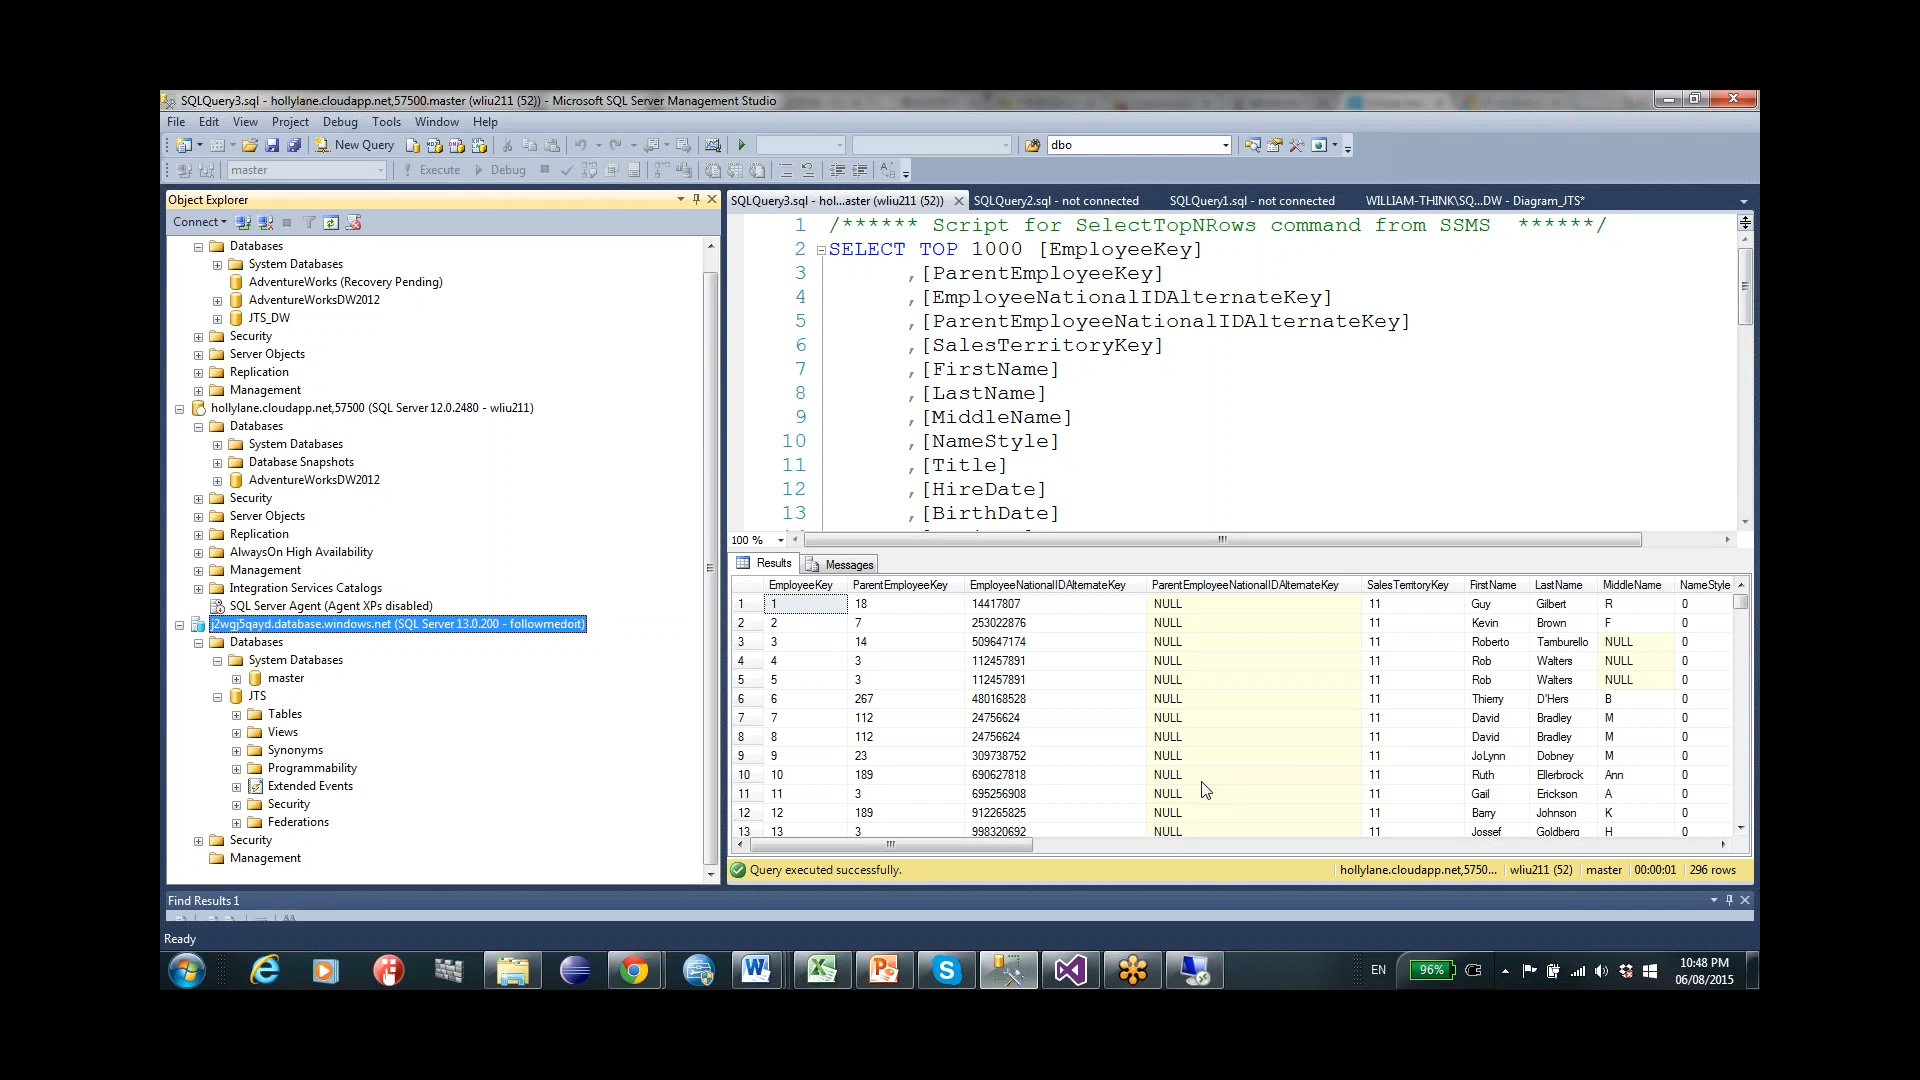 SQLQuery3.sql - hollylane.cloudapp.net,57500.master (wliu211 (52)) - Microsoft SQL Server Management Studio
File Edit View Project Debug Tools Window Help
New Query dbo
master Execute Debug
Object Explorer
Connect
Databases
System Databases
AdventureWorks (Recovery Pending)
AdventureWorksDW2012
JTS_DW
Security
Server Objects
Replication
Management
hollylane.cloudapp.net,57500 (SQL Server 12.0.2480 - wliu211)
Databases
System Databases
Database Snapshots
AdventureWorksDW2012
Security
Server Objects
Replication
AlwaysOn High Availability
Management
Integration Services Catalogs
SQL Server Agent (Agent XPs disabled)
j2wgj5qayd.database.windows.net (SQL Server 13.0.200 - followmedoit)
Databases
System Databases
master
JTS
Tables
Views
Synonyms
Programmability
Extended Events
Security
Federations
Security
Management
SQLQuery3.sql - hol...aster (wliu211 (52)) SQLQuery2.sql - not connected SQLQuery1.sql - not connected WILLIAM-THINK\SQ...DW - Diagram_JTS*
1 /****** Script for SelectTopNRows command from SSMS ******/
2 SELECT TOP 1000 [EmployeeKey]
3 ,[ParentEmployeeKey]
4 ,[EmployeeNationalIDAlternateKey]
5 ,[ParentEmployeeNationalIDAlternateKey]
6 ,[SalesTerritoryKey]
7 ,[FirstName]
8 ,[LastName]
9 ,[MiddleName]
10 ,[NameStyle]
11 ,[Title]
12 ,[HireDate]
13 ,[BirthDate]
100 %
Results Messages
EmployeeKey ParentEmployeeKey EmployeeNationalIDAlternateKey ParentEmployeeNationalIDAlternateKey SalesTerritoryKey FirstName LastName MiddleName NameStyle
1 1 18 14417807 NULL 11 Guy Gilbert R 0
2 2 7 253022876 NULL 11 Kevin Brown F 0
3 3 14 509647174 NULL 11 Roberto Tamburello NULL 0
4 4 3 112457891 NULL 11 Rob Walters NULL 0
5 5 3 112457891 NULL 11 Rob Walters NULL 0
6 6 267 480168528 NULL 11 Thierry D'Hers B 0
7 7 112 24756624 NULL 11 David Bradley M 0
8 8 112 24756624 NULL 11 David Bradley M 0
9 9 23 309738752 NULL 11 JoLynn Dobney M 0
10 10 189 690627818 NULL 11 Ruth Ellerbrock Ann 0
11 11 3 695256908 NULL 11 Gail Erickson A 0
12 12 189 912265825 NULL 11 Barry Johnson K 0
13 13 3 998320692 NULL 11 Jossef Goldberg H 0
Query executed successfully. hollylane.cloudapp.net,5750... wliu211 (52) master 00:00:01 296 rows
Find Results 1
Ready
EN 96% 10:48 PM
06/08/2015